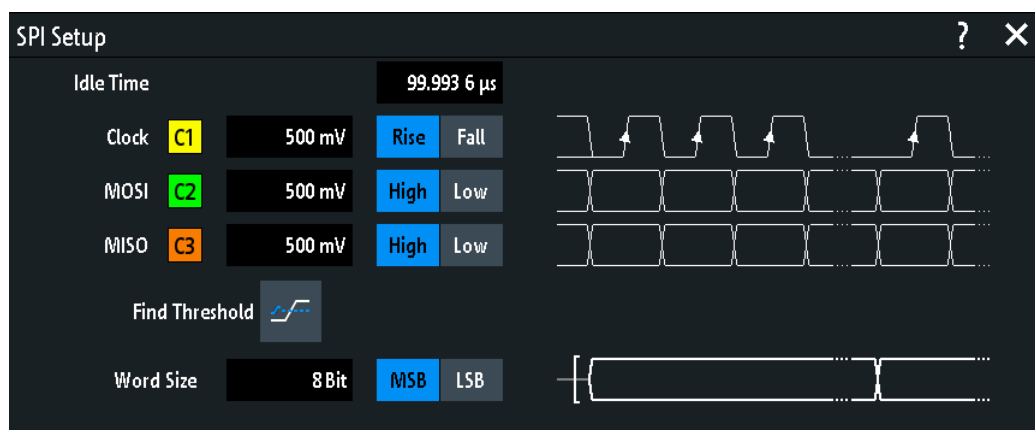 SPI Setup ? ×
Idle Time 99.993 6 µs
Clock C1 500 mV Rise Fall
MOSI C2 500 mV High Low
MISO C3 500 mV High Low
Find Threshold
Word Size 8 Bit MSB LSB